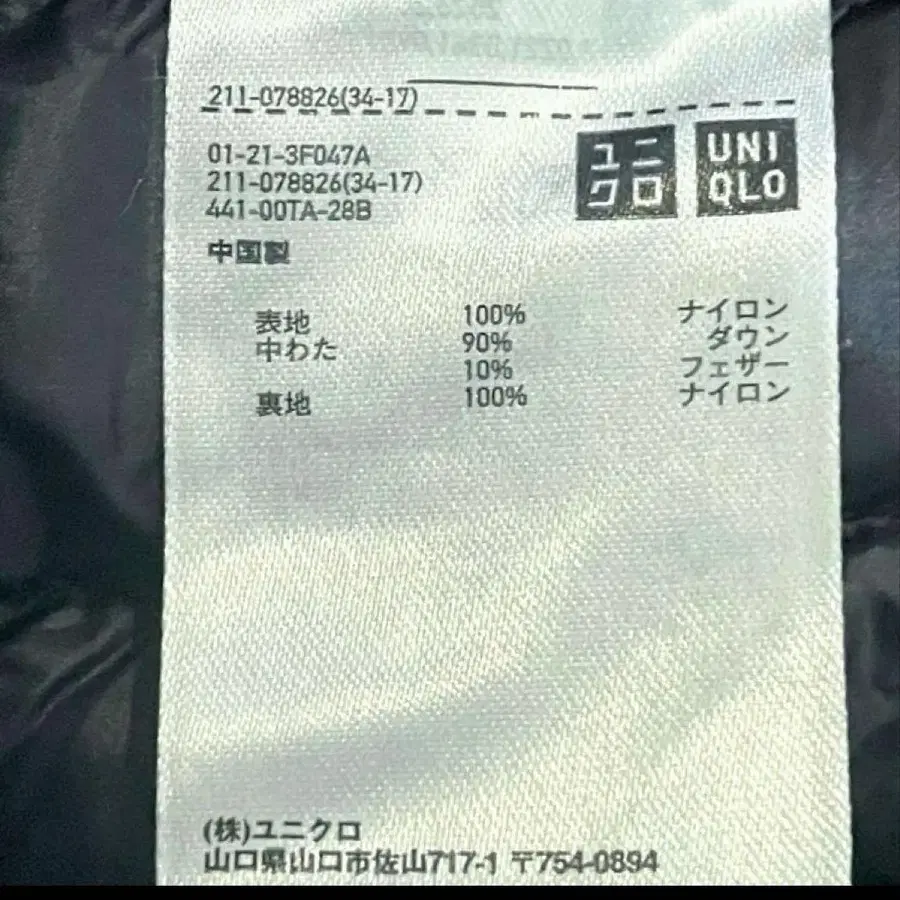 211-078826(34-17)
01-21-3F047A
211-078826(34-17)
441-00TA-28B
中国製
ユニ
クロ
UNI
QLO
表地 100% ナイロン
中わた 90% ダウン
10% フェザー
裏地 100% ナイロン
(株)ユニクロ
山口県山口市佐山717-1 〒754-0894